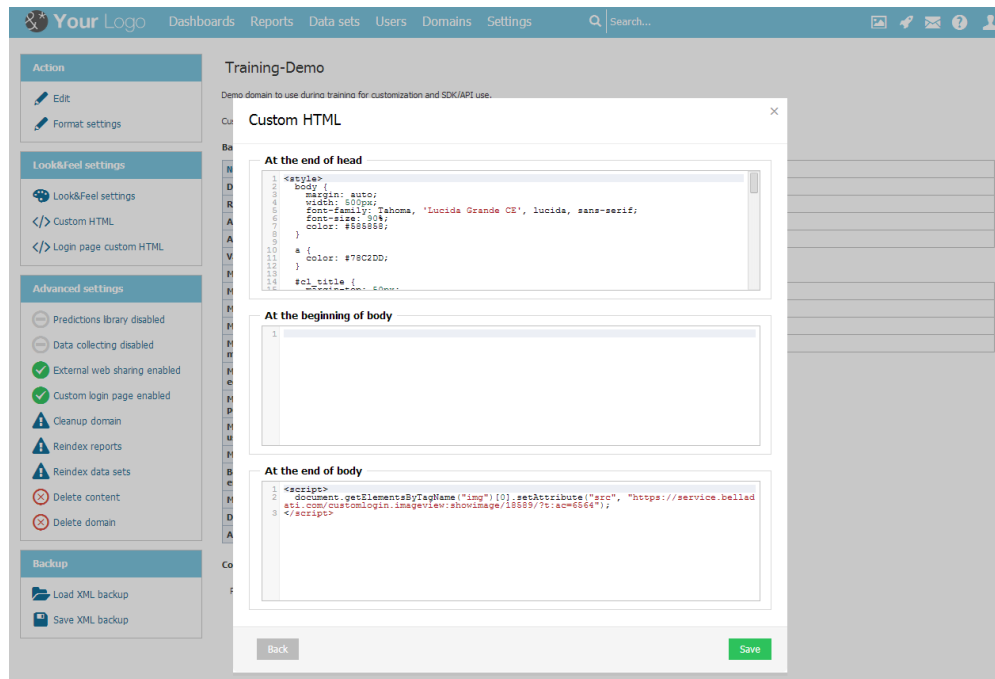 Your Logo Dashboards Reports Data sets Users Domains Settings Search...
Action
Edit
Format settings
Look&Feel settings
Look&Feel settings
</> Custom HTML
</> Login page custom HTML
Advanced settings
Predictions library disabled
Data collecting disabled
External web sharing enabled
Custom login page enabled
Cleanup domain
Reindex reports
Reindex data sets
Delete content
Delete domain
Backup
Load XML backup
Save XML backup
Training-Demo
Demo domain to use during training for customization and SDK/API use.
Custom HTML
×
At the end of head
1 <style>
2 body {
3 margin: auto;
4 width: 500px;
5 font-family: Tahoma, 'Lucida Grande CE', lucida, sans-serif;
6 font-size: 90%;
7 color: #585858;
8 }
9
10 a {
11 color: #78C2DD;
12 }
13
14 #cl_title {
15 margin-top: 50px;
At the beginning of body
1
At the end of body
1 <script>
2 document.getElementsByTagName("img")[0].setAttribute("src", "https://service.bellad
ati.com/customlogin.imageview:showimage/18589/?t:ac=6564");
3 </script>
Back
Save